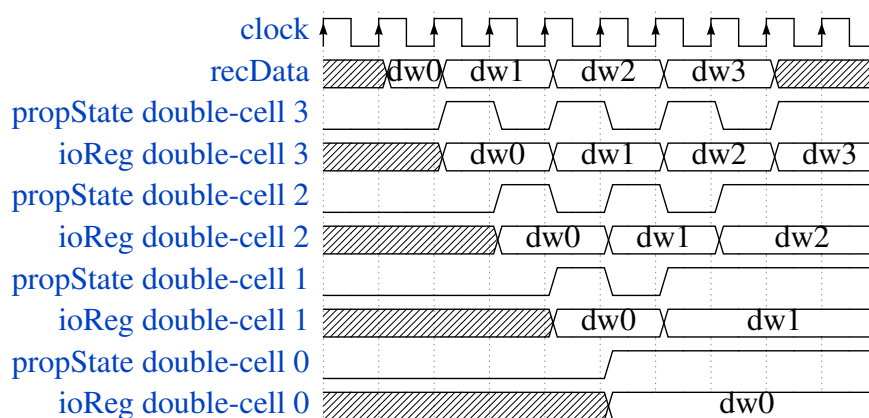 clock
recData dw0 dw1 dw2 dw3
propState double-cell 3
ioReg double-cell 3 dw0 dw1 dw2 dw3
propState double-cell 2
ioReg double-cell 2 dw0 dw1 dw2
propState double-cell 1
ioReg double-cell 1 dw0 dw1
propState double-cell 0
ioReg double-cell 0 dw0